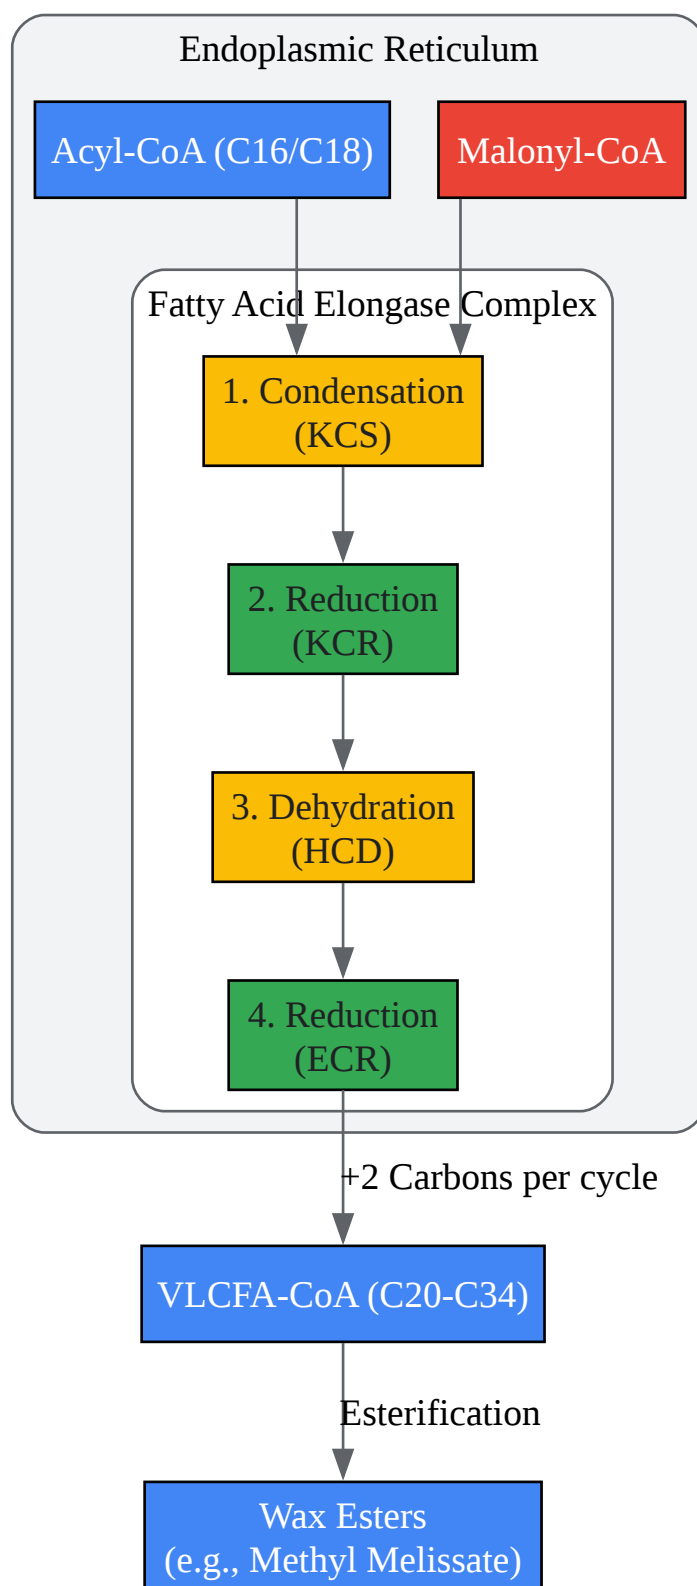 Endoplasmic Reticulum
Acyl-CoA (C16/C18)
Malonyl-CoA
Fatty Acid Elongase Complex
1. Condensation
(KCS)
2. Reduction
(KCR)
3. Dehydration
(HCD)
4. Reduction
(ECR)
+2 Carbons per cycle
VLCFA-CoA (C20-C34)
Esterification
Wax Esters
(e.g., Methyl Melissate)